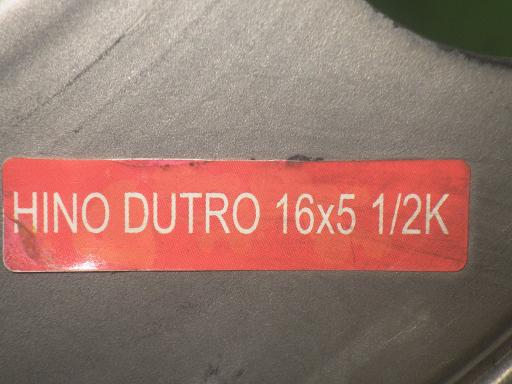 HINO DUTRO 16x5 1/2K